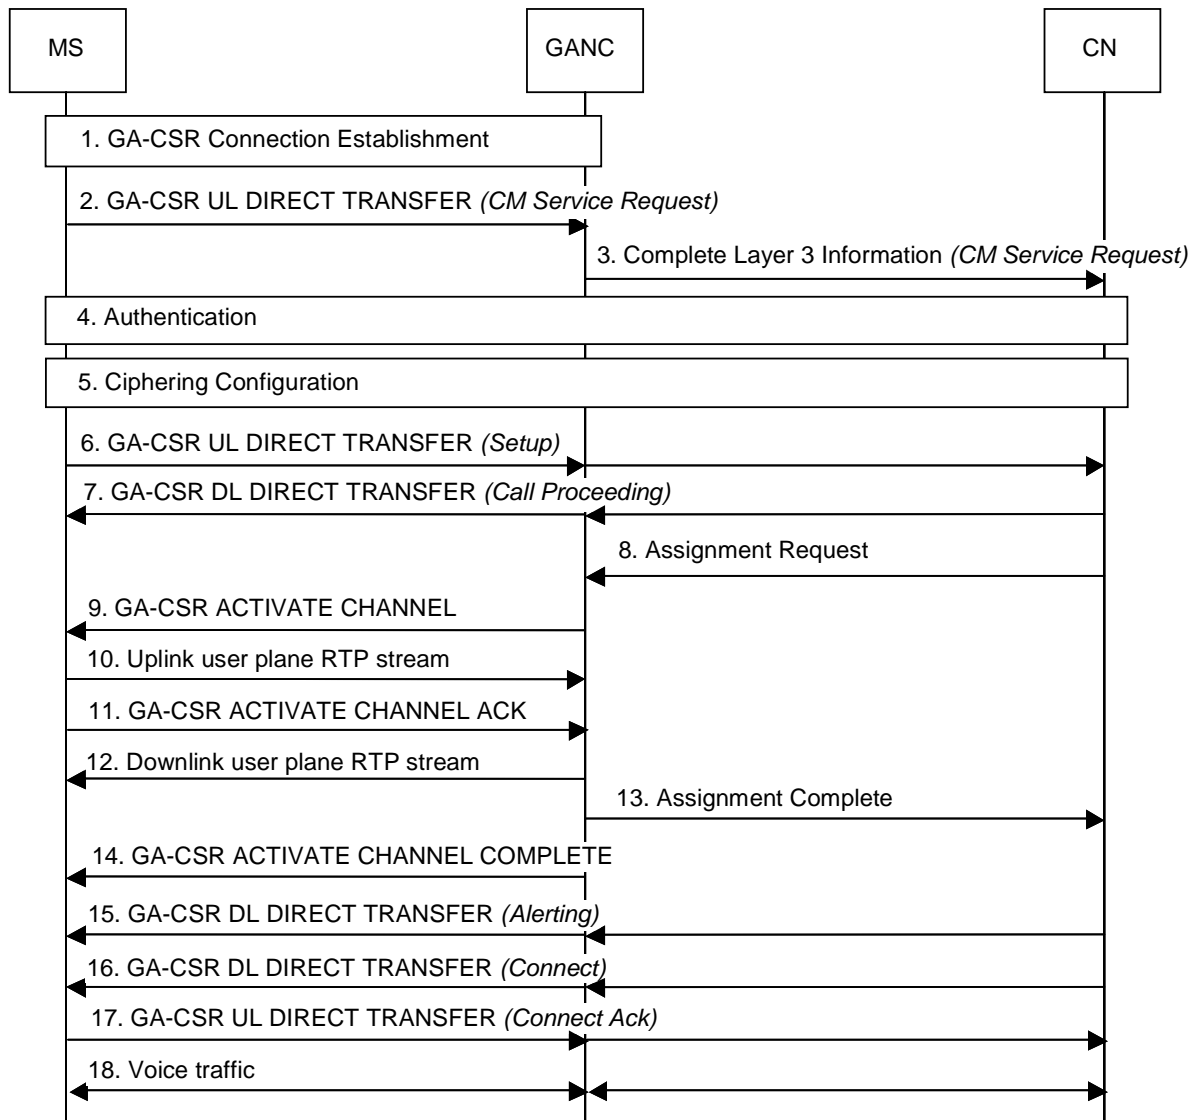 MS
GANC
CN
1. GA-CSR Connection Establishment
2. GA-CSR UL DIRECT TRANSFER (CM Service Request)
3. Complete Layer 3 Information (CM Service Request)
4. Authentication
5. Ciphering Configuration
6. GA-CSR UL DIRECT TRANSFER (Setup)
7. GA-CSR DL DIRECT TRANSFER (Call Proceeding)
8. Assignment Request
9. GA-CSR ACTIVATE CHANNEL
10. Uplink user plane RTP stream
11. GA-CSR ACTIVATE CHANNEL ACK
12. Downlink user plane RTP stream
13. Assignment Complete
14. GA-CSR ACTIVATE CHANNEL COMPLETE
15. GA-CSR DL DIRECT TRANSFER (Alerting)
16. GA-CSR DL DIRECT TRANSFER (Connect)
17. GA-CSR UL DIRECT TRANSFER (Connect Ack)
18. Voice traffic